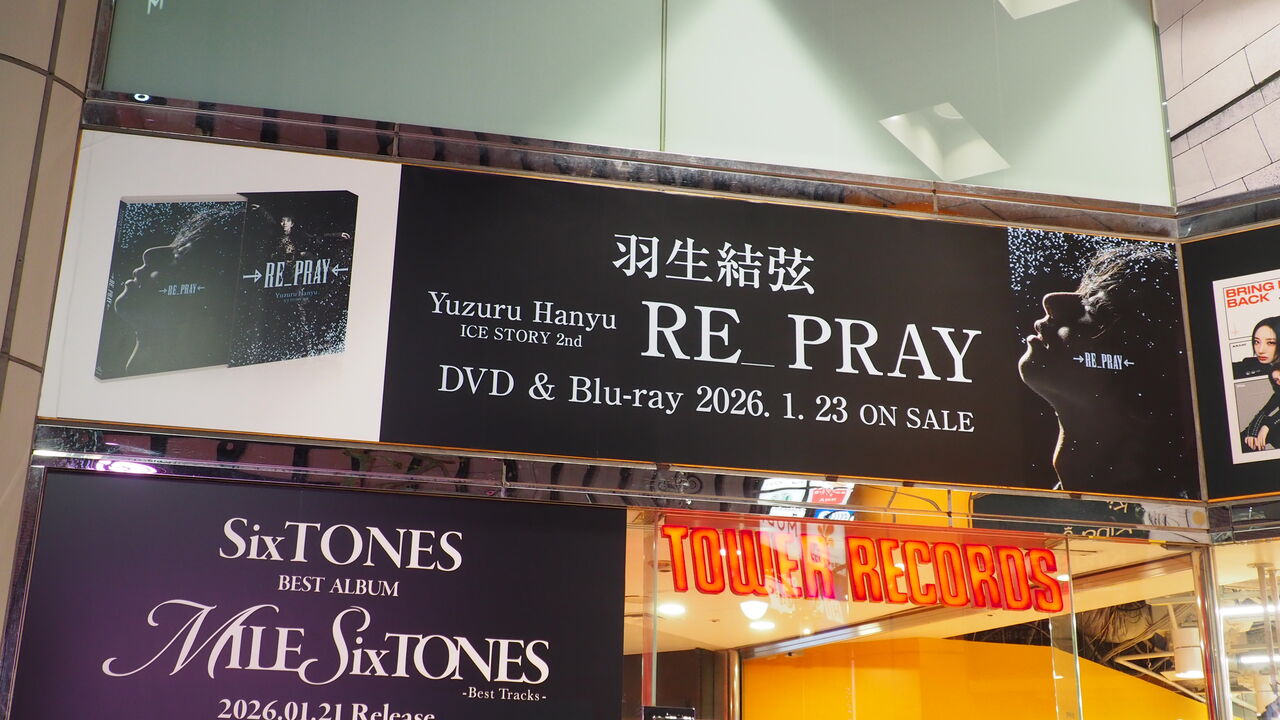 →RE_PRAY←
→RE_PRAY←
Yuzuru Hanyu
羽生結弦
Yuzuru Hanyu
ICE STORY 2nd
RE_PRAY
DVD & Blu-ray 2026. 1. 23 ON SALE
→RE_PRAY←
BRING
BACK
SixTONES
BEST ALBUM
MILE SixTONES
-Best Tracks-
2026.01.21 Release
TOWER RECORDS